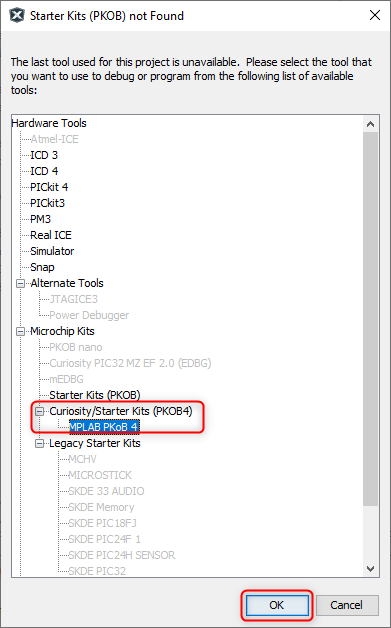 Starter Kits (PKOB) not Found
The last tool used for this project is unavailable. Please select the tool that
you want to use to debug or program from the following list of available
tools:
Hardware Tools
Atmel-ICE
ICD 3
ICD 4
PICkit 4
PICkit3
PM3
Real ICE
Simulator
Snap
Alternate Tools
JTAGICE3
Power Debugger
Microchip Kits
PKOB nano
Curiosity PIC32 MZ EF 2.0 (EDBG)
mEDBG
Starter Kits (PKOB)
Curiosity/Starter Kits (PKOB4)
MPLAB PKoB 4
Legacy Starter Kits
MCHV
MICROSTICK
SKDE 33 AUDIO
SKDE Memory
SKDE PIC18FJ
SKDE PIC24F 1
SKDE PIC24H SENSOR
SKDE PIC32
OK
Cancel